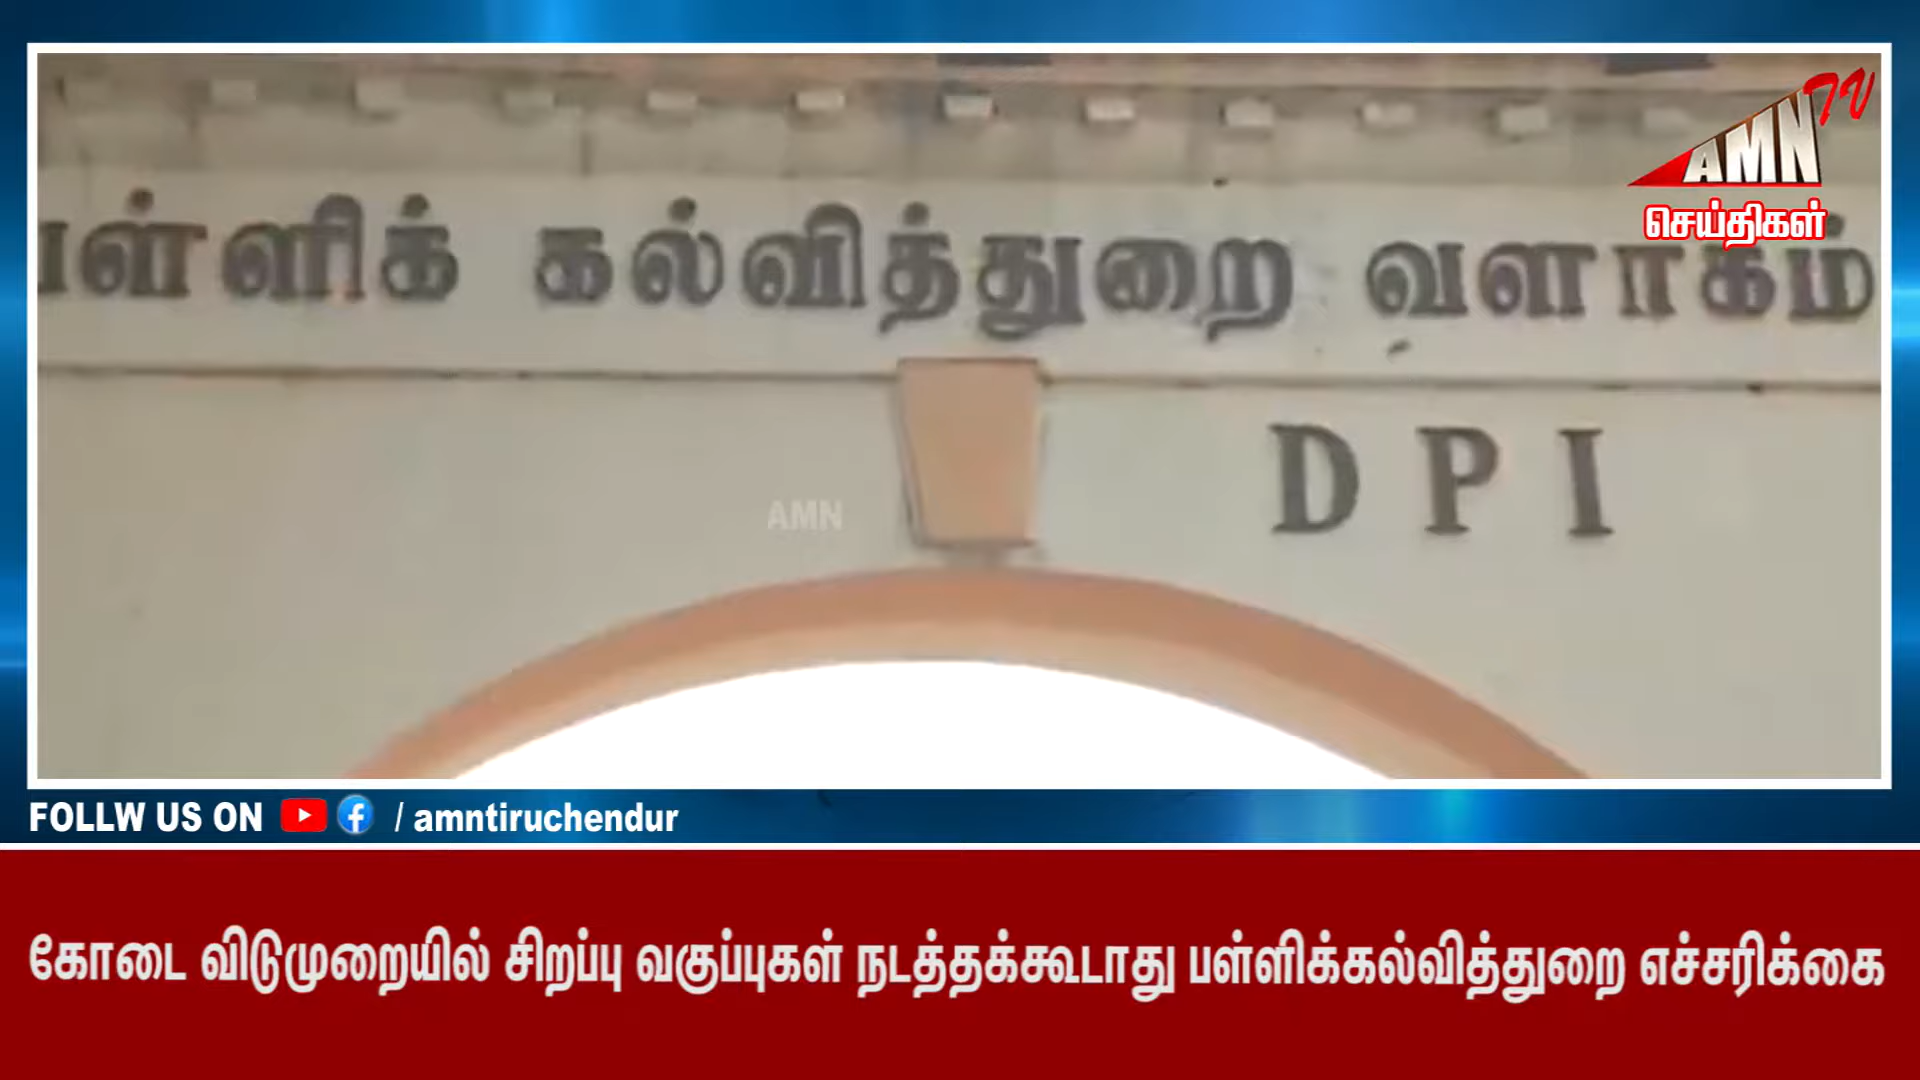 AMN TV
செய்திகள்
பள்ளிக் கல்வித்துறை வளாகம்
DPI
AMN
FOLLW US ON / amntiruchendur
கோடை விடுமுறையில் சிறப்பு வகுப்புகள் நடத்தக்கூடாது பள்ளிக்கல்வித்துறை எச்சரிக்கை